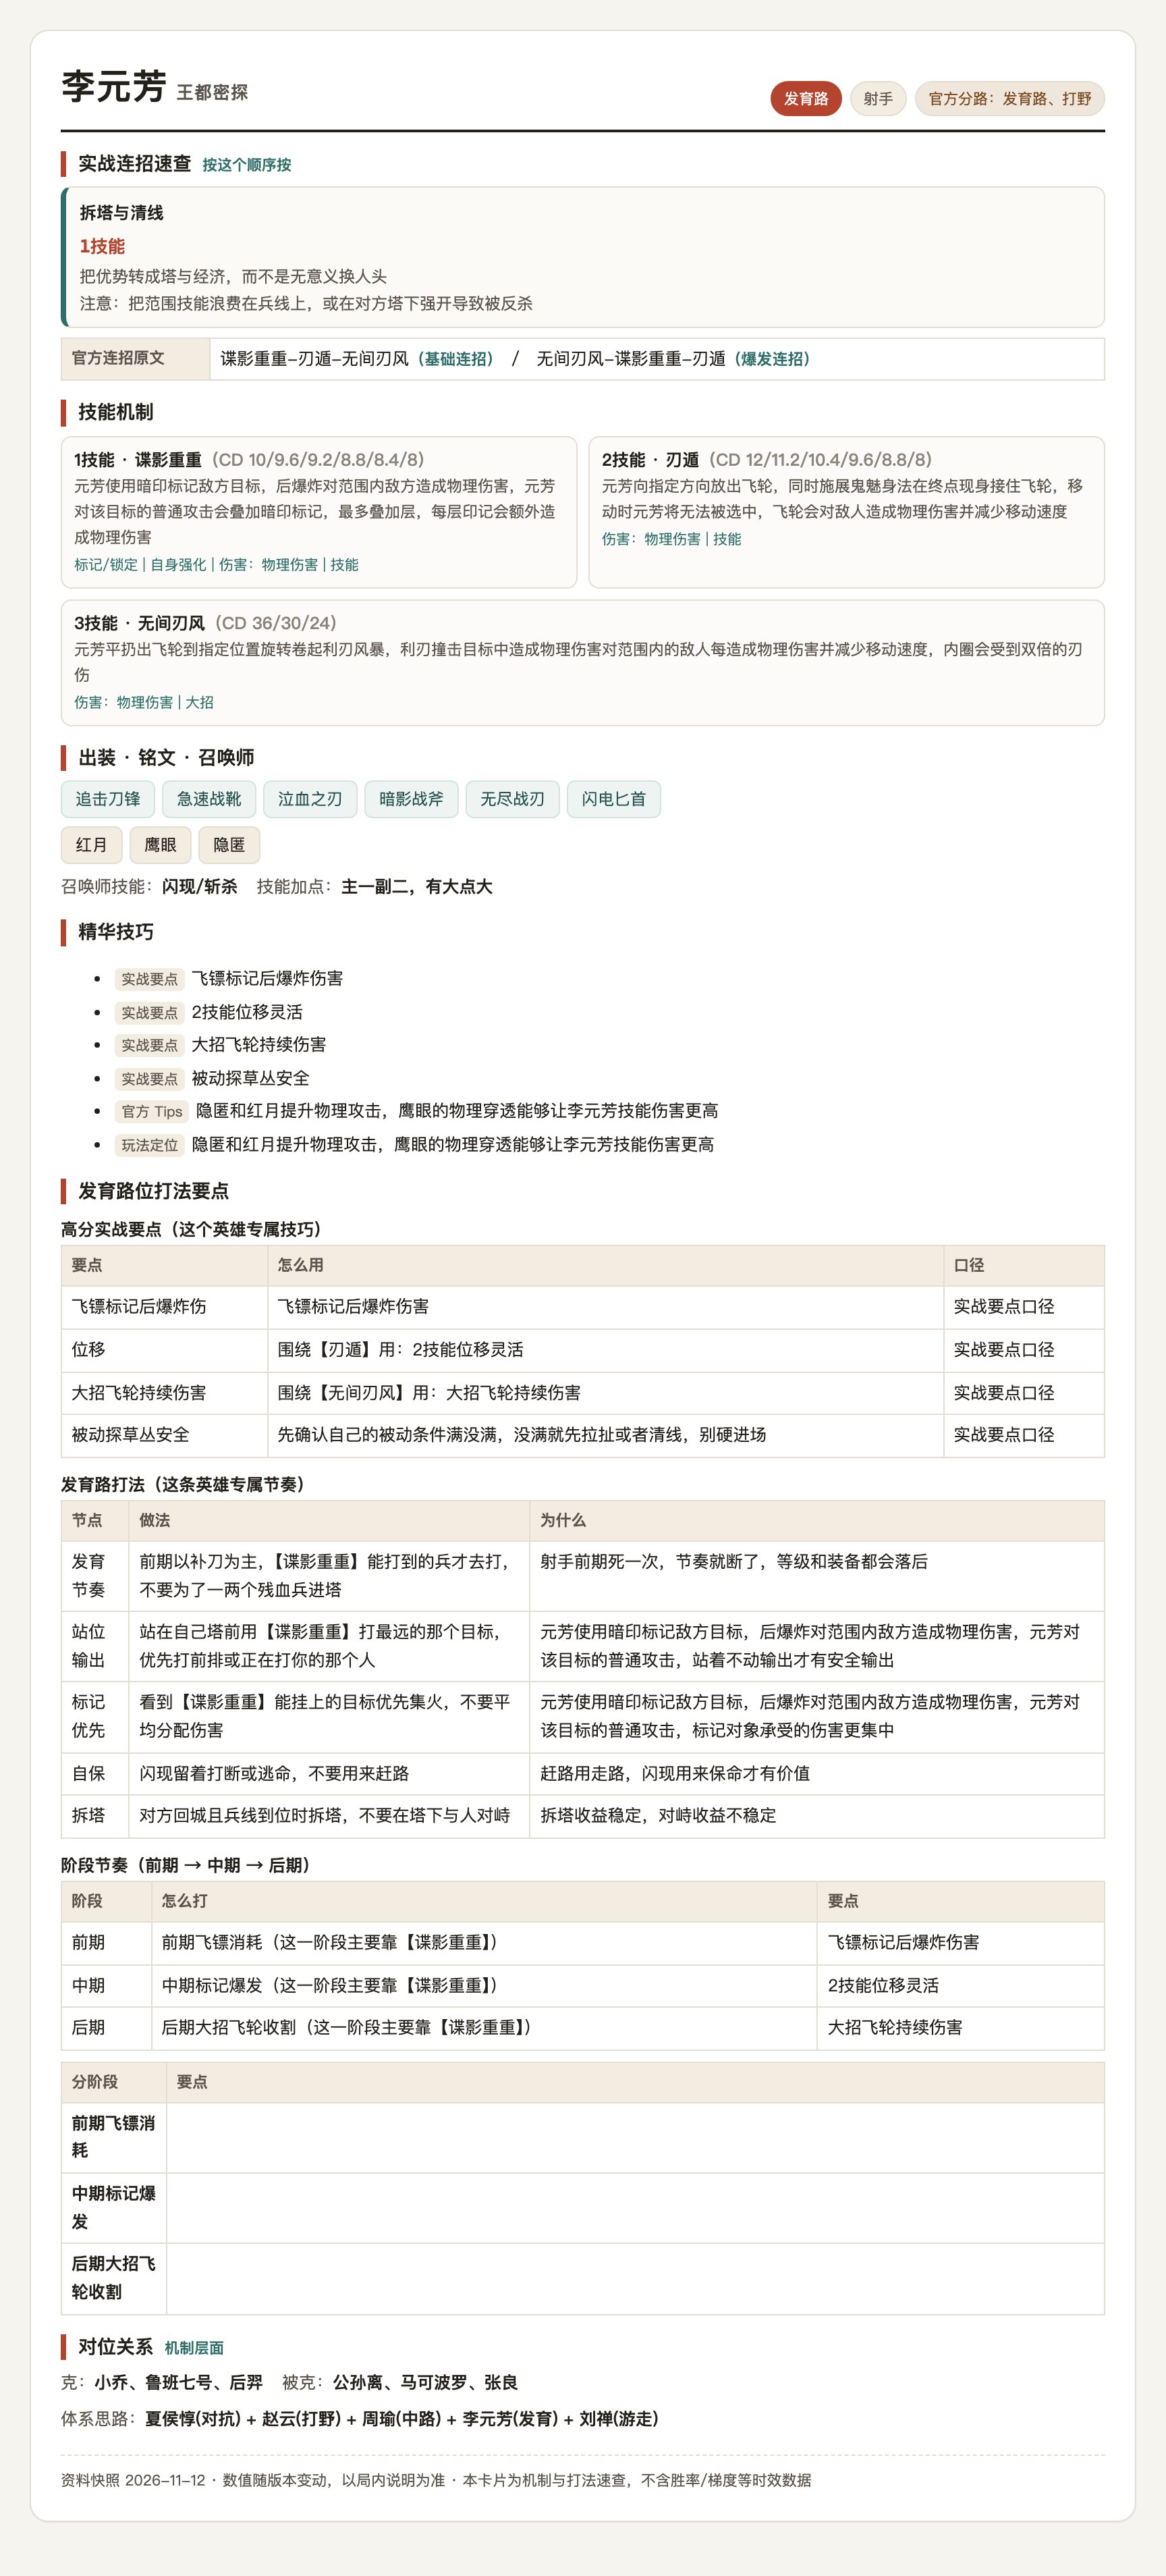 李元芳 王都密探
发育路 射手 官方分路：发育路、打野
实战连招速查 按这个顺序按
拆塔与清线
1技能
把优势转成塔与经济，而不是无意义换人头
注意：把范围技能浪费在兵线上，或在对方塔下强开导致被反杀
官方连招原文 谍影重重–刃遁–无间刃风（基础连招） / 无间刃风–谍影重重–刃遁（爆发连招）
技能机制
1技能 · 谍影重重（CD 10/9.6/9.2/8.8/8.4/8）
元芳使用暗印标记敌方目标，后爆炸对范围内敌方造成物理伤害，元芳
对该目标的普通攻击会叠加暗印标记，最多叠加层，每层印记会额外造
成物理伤害
标记/锁定 | 自身强化 | 伤害：物理伤害 | 技能
2技能 · 刃遁（CD 12/11.2/10.4/9.6/8.8/8）
元芳向指定方向放出飞轮，同时施展鬼魅身法在终点现身接住飞轮，移
动时元芳将无法被选中，飞轮会对敌人造成物理伤害并减少移动速度
伤害：物理伤害 | 技能
3技能 · 无间刃风（CD 36/30/24）
元芳平扔出飞轮到指定位置旋转卷起利刃风暴，利刃撞击目标中造成物理伤害对范围内的敌人每造成物理伤害并减少移动速度，内圈会受到双倍的刃
伤
伤害：物理伤害 | 大招
出装 · 铭文 · 召唤师
追击刀锋 急速战靴 泣血之刃 暗影战斧 无尽战刃 闪电匕首
红月 鹰眼 隐匿
召唤师技能：闪现/斩杀 技能加点：主一副二，有大点大
精华技巧
• 实战要点 飞镖标记后爆炸伤害
• 实战要点 2技能位移灵活
• 实战要点 大招飞轮持续伤害
• 实战要点 被动探草丛安全
• 官方 Tips 隐匿和红月提升物理攻击，鹰眼的物理穿透能够让李元芳技能伤害更高
• 玩法定位 隐匿和红月提升物理攻击，鹰眼的物理穿透能够让李元芳技能伤害更高
发育路位打法要点
高分实战要点（这个英雄专属技巧）
要点 怎么用 口径
飞镖标记后爆炸伤 飞镖标记后爆炸伤害 实战要点口径
位移 围绕【刃遁】用：2技能位移灵活 实战要点口径
大招飞轮持续伤害 围绕【无间刃风】用：大招飞轮持续伤害 实战要点口径
被动探草丛安全 先确认自己的被动条件满没满，没满就先拉扯或者清线，别硬进场 实战要点口径
发育路打法（这条英雄专属节奏）
节点 做法 为什么
发育
节奏
前期以补刀为主，【谍影重重】能打到的兵才去打，
不要为了一两个残血兵进塔
射手前期死一次，节奏就断了，等级和装备都会落后
站位
输出
站在自己塔前用【谍影重重】打最远的那个目标，
优先打前排或正在打你的那个人
元芳使用暗印标记敌方目标，后爆炸对范围内敌方造成物理伤害，元芳对
该目标的普通攻击，站着不动输出才有安全输出
标记
优先
看到【谍影重重】能挂上的目标优先集火，不要平
均分配伤害
元芳使用暗印标记敌方目标，后爆炸对范围内敌方造成物理伤害，元芳对
该目标的普通攻击，标记对象承受的伤害更集中
自保 闪现留着打断或逃命，不要用来赶路 赶路用走路，闪现用来保命才有价值
拆塔 对方回城且兵线到位时拆塔，不要在塔下与人对峙 拆塔收益稳定，对峙收益不稳定
阶段节奏（前期 → 中期 → 后期）
阶段 怎么打 要点
前期 前期飞镖消耗（这一阶段主要靠【谍影重重】） 飞镖标记后爆炸伤害
中期 中期标记爆发（这一阶段主要靠【谍影重重】） 2技能位移灵活
后期 后期大招飞轮收割（这一阶段主要靠【谍影重重】） 大招飞轮持续伤害
分阶段 要点
前期飞镖消
耗
中期标记爆
发
后期大招飞
轮收割
对位关系 机制层面
克：小乔、鲁班七号、后羿 被克：公孙离、马可波罗、张良
体系思路：夏侯惇(对抗) + 赵云(打野) + 周瑜(中路) + 李元芳(发育) + 刘禅(游走)
资料快照 2026–11–12 · 数值随版本变动，以局内说明为准 · 本卡片为机制与打法速查，不含胜率/梯度等时效数据